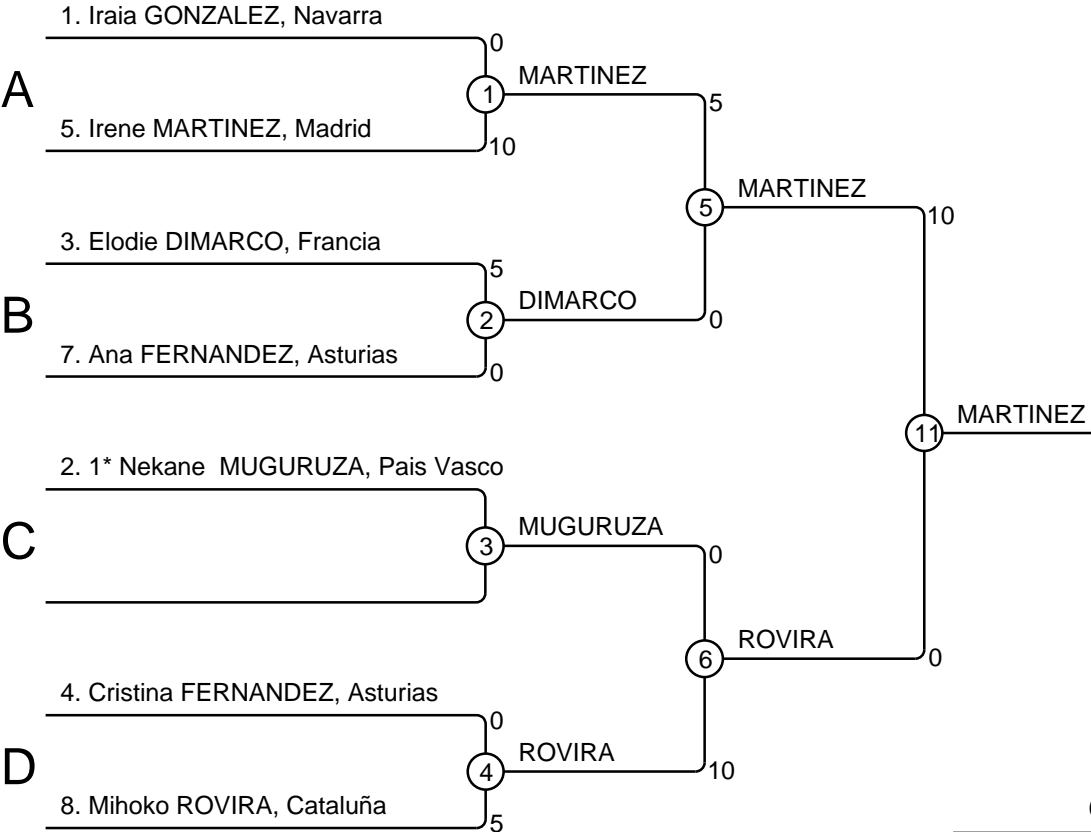 1. Iraia GONZALEZ, Navarra
0
A
1
MARTINEZ
5
5. Irene MARTINEZ, Madrid
10
5
MARTINEZ
10
3. Elodie DIMARCO, Francia
5
B
2
DIMARCO
0
7. Ana FERNANDEZ, Asturias
0
11
MARTINEZ
2. 1* Nekane  MUGURUZA, Pais Vasco
C
3
MUGURUZA
0
6
ROVIRA
0
4. Cristina FERNANDEZ, Asturias
0
D
4
ROVIRA
10
8. Mihoko ROVIRA, Cataluña
5